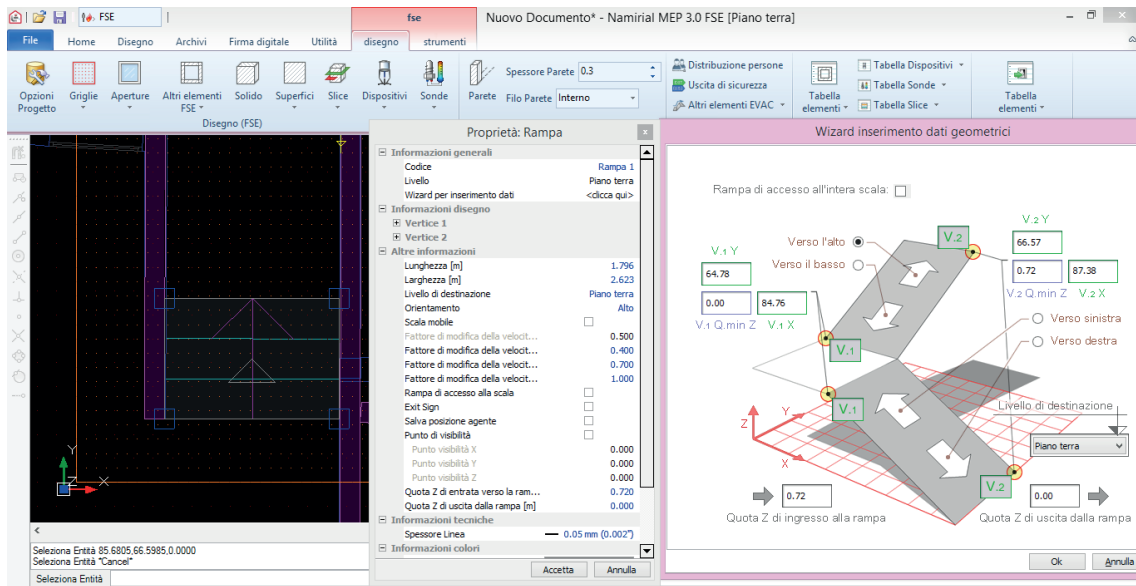 FSE
fse
Nuovo Documento* - Namirial MEP 3.0 FSE [Piano terra]
File
Home
Disegno
Archivi
Firma digitale
Utilità
disegno
strumenti
Opzioni Progetto
Griglie
Aperture
Altri elementi FSE
Solido
Superfici
Slice
Dispositivi
Sonde
Disegno (FSE)
Parete
Spessore Parete 0.3
Filo Parete Interno
Distribuzione persone
Uscita di sicurezza
Altri elementi EVAC
Tabella elementi
Tabella Dispositivi
Tabella Sonde
Tabella Slice
Tabella elementi
Y
Z
X
Seleziona Entità 85.6805,66.5985,0.0000
Seleziona Entità *Cancel*
Seleziona Entità
Proprietà: Rampa
x
Informazioni generali
Codice Rampa 1
Livello Piano terra
Wizard per inserimento dati <clicca qui>
Informazioni disegno
Vertice 1
Vertice 2
Altre informazioni
Lunghezza [m] 1.796
Larghezza [m] 2.623
Livello di destinazione Piano terra
Orientamento Alto
Scala mobile
Fattore di modifica della velocit... 0.500
Fattore di modifica della velocit... 0.400
Fattore di modifica della velocit... 0.700
Fattore di modifica della velocit... 1.000
Rampa di accesso alla scala
Exit Sign
Salva posizione agente
Punto di visibilità
Punto visibilità X 0.000
Punto visibilità Y 0.000
Punto visibilità Z 0.000
Quota Z di entrata verso la ram... 0.720
Quota Z di uscita dalla rampa [m] 0.000
Informazioni tecniche
Spessore Linea 0.05 mm (0.002")
Informazioni colori
Accetta
Annulla
Wizard inserimento dati geometrici
Rampa di accesso all'intera scala:
V.2 Y
66.57
0.72 87.38
V.2 Q.min Z V.2 X
V.2
Verso l'alto
Verso il basso
V.1 Y
64.78
0.00 84.76
V.1 Q.min Z V.1 X
Verso sinistra
Verso destra
V.1
V.1
Livello di destinazione
Piano terra
Z
Y
X
V.2
0.72
Quota Z di ingresso alla rampa
0.00
Quota Z di uscita dalla rampa
Ok
Annulla